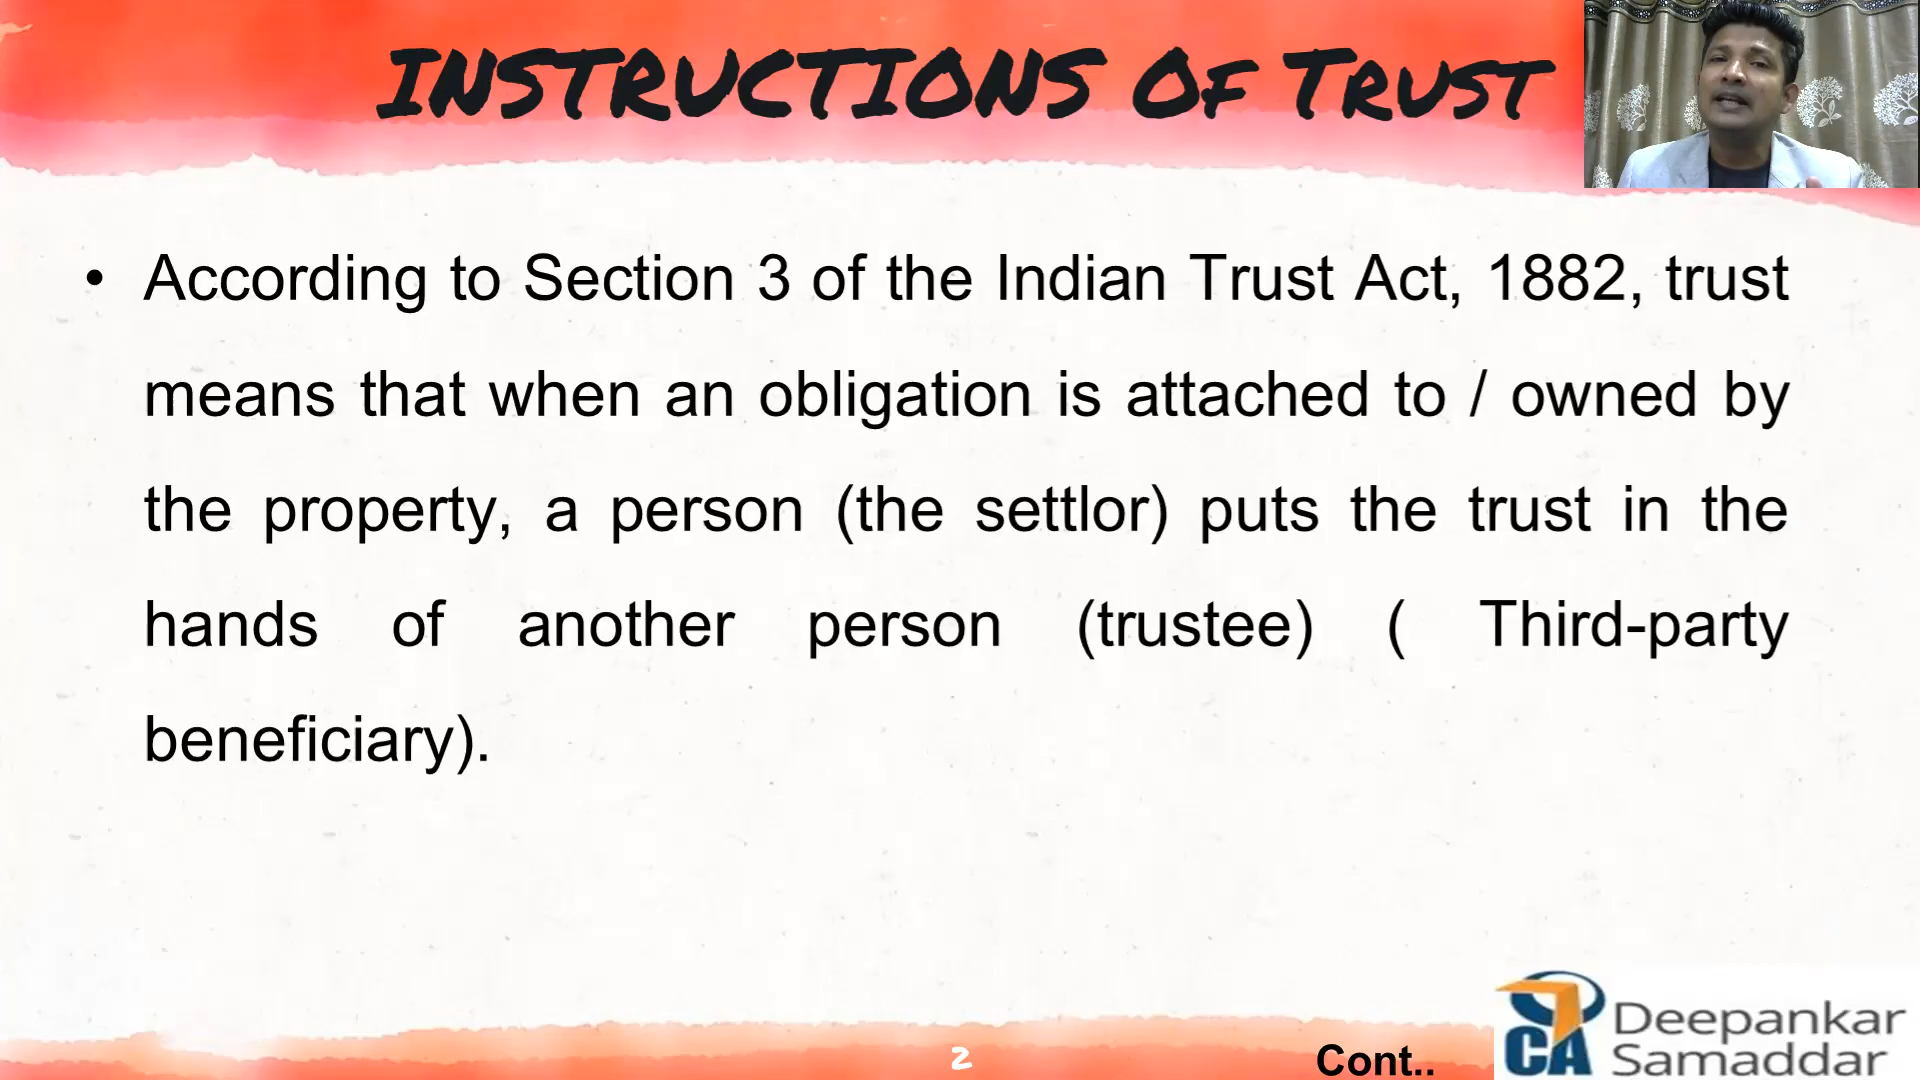 INSTRUCTIONS OF TRUST
• According to Section 3 of the Indian Trust Act, 1882, trust
means that when an obligation is attached to / owned by
the property, a person (the settlor) puts the trust in the
hands of another person (trustee) ( Third-party
beneficiary).
2
Cont..
CA
Deepankar
Samaddar